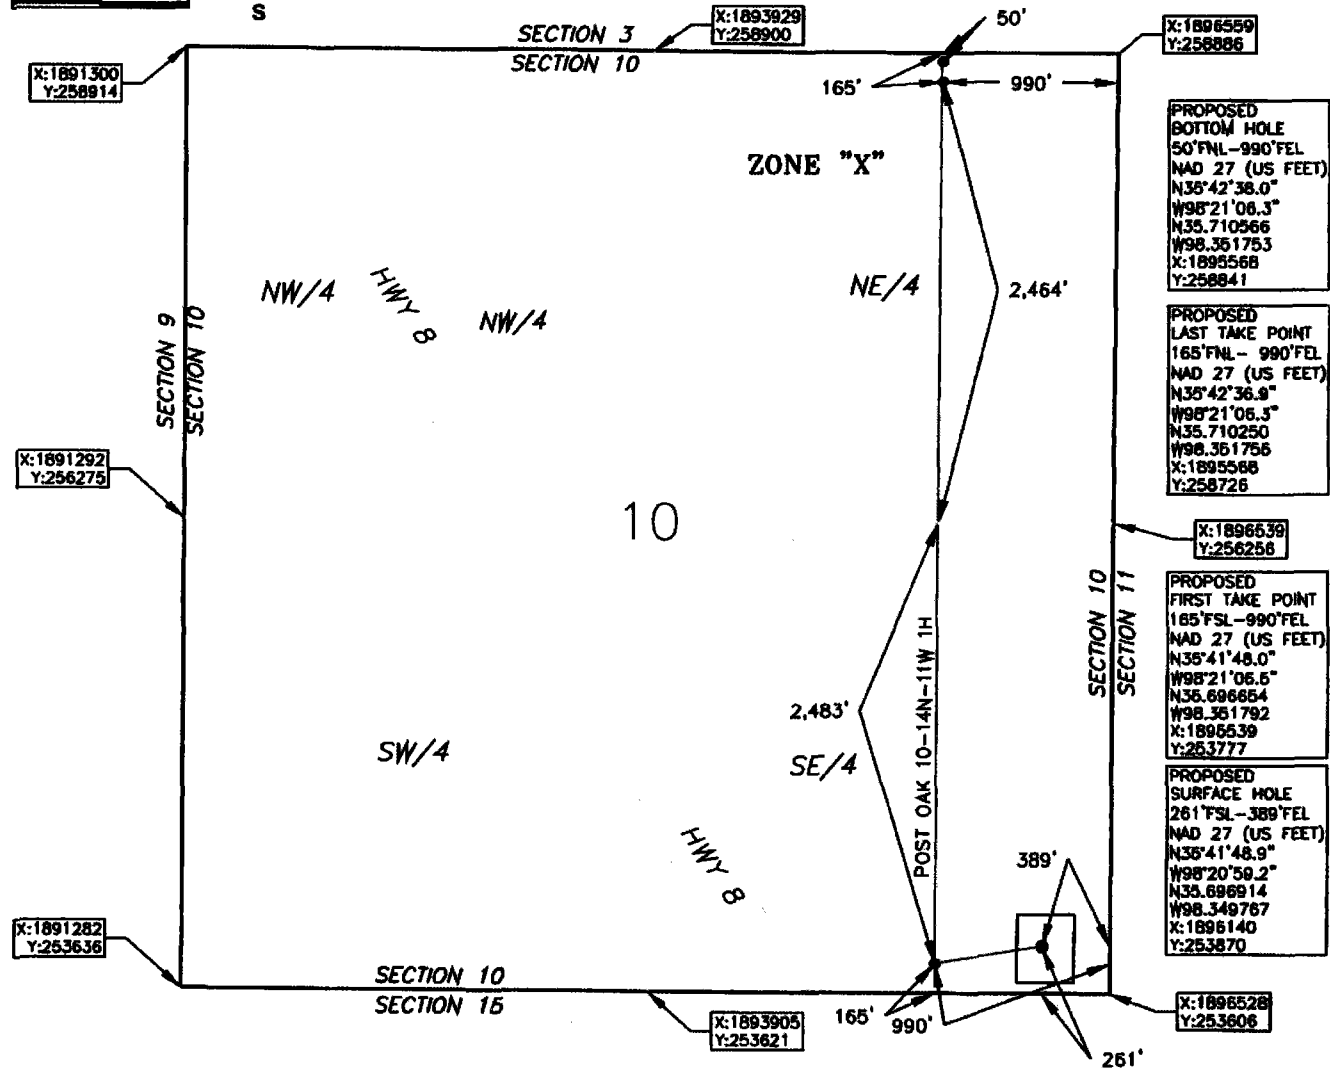 S
SECTION 3
SECTION 10
X:1893929
Y:258900
50'
X:1896559
Y:258886
X:1891300
Y:258914
165'
990'
ZONE "X"
PROPOSED
BOTTOM HOLE
50'FNL-990'FEL
NAD 27 (US FEET)
N35°42'38.0"
W98°21'06.3"
N35.710566
W98.351753
X:1895568
Y:258841
NW/4
HWY 8
NW/4
NE/4
2,464'
PROPOSED
LAST TAKE POINT
165'FNL- 990'FEL
NAD 27 (US FEET)
N35°42'36.9"
W98°21'06.3"
N35.710250
W98.351756
X:1895568
Y:258726
SECTION 9
SECTION 10
X:1891292
Y:256275
10
X:1896539
Y:256256
SECTION 10
SECTION 11
PROPOSED
FIRST TAKE POINT
165'FSL-990'FEL
NAD 27 (US FEET)
N35°41'48.0"
W98°21'06.5"
N35.696654
W98.351792
X:1895539
Y:253777
POST OAK 10-14N-11W 1H
2,483'
SW/4
SE/4
HWY 8
389'
PROPOSED
SURFACE HOLE
261'FSL-389'FEL
NAD 27 (US FEET)
N35°41'48.9"
W98°20'59.2"
N35.696914
W98.349767
X:1896140
Y:253870
X:1891282
Y:253636
SECTION 10
SECTION 15
X:1893905
Y:253621
165'
990'
X:1896528
Y:253606
261'